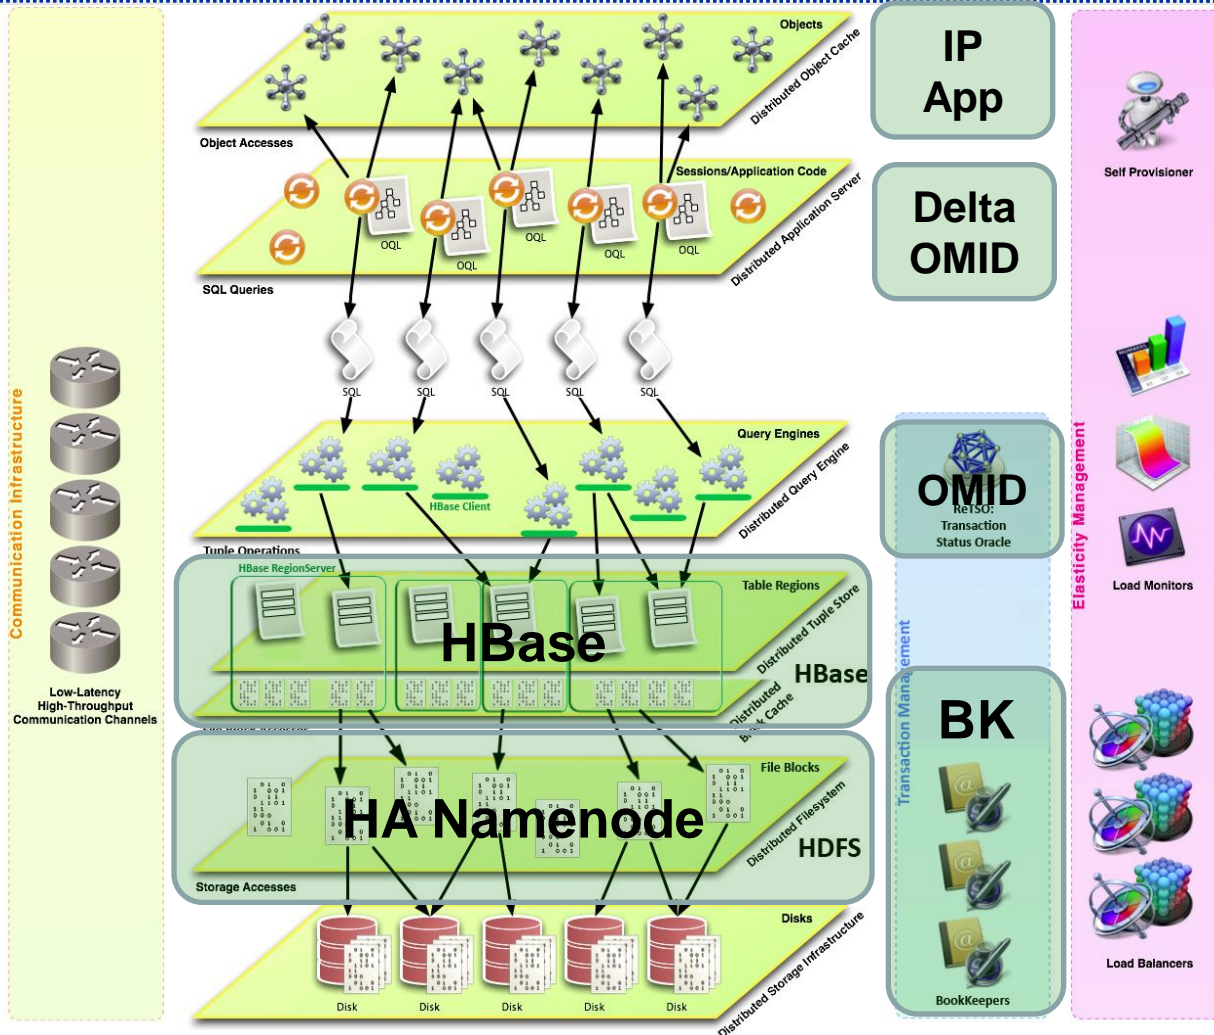 Objects
Distributed Object Cache
Object Accesses
IP
App
Self Provisioner
Sessions/Application Code
Distributed Application Server
OQL
OQL
OQL
OQL
OQL
SQL Queries
Delta
OMID
SQL
SQL
SQL
SQL
SQL
Communication Infrastructure
Low-Latency
High-Throughput
Communication Channels
Query Engines
Distributed Query Engine
HBase Client
Tuple Operations
OMID
ReTSO:
Transaction
Status Oracle
NUMBERS
Elasticity Management
Load Monitors
HBase RegionServer
Table Regions
Distributed Tuple Store
HBase
HBase
Distributed
Block Cache
Transaction Management
BK
File Blocks
Distributed Filesystem
HA Namenode
HDFS
Storage Accesses
BookKeepers
Load Balancers
Disks
Distributed Storage Infrastructure
Disk
Disk
Disk
Disk
Disk